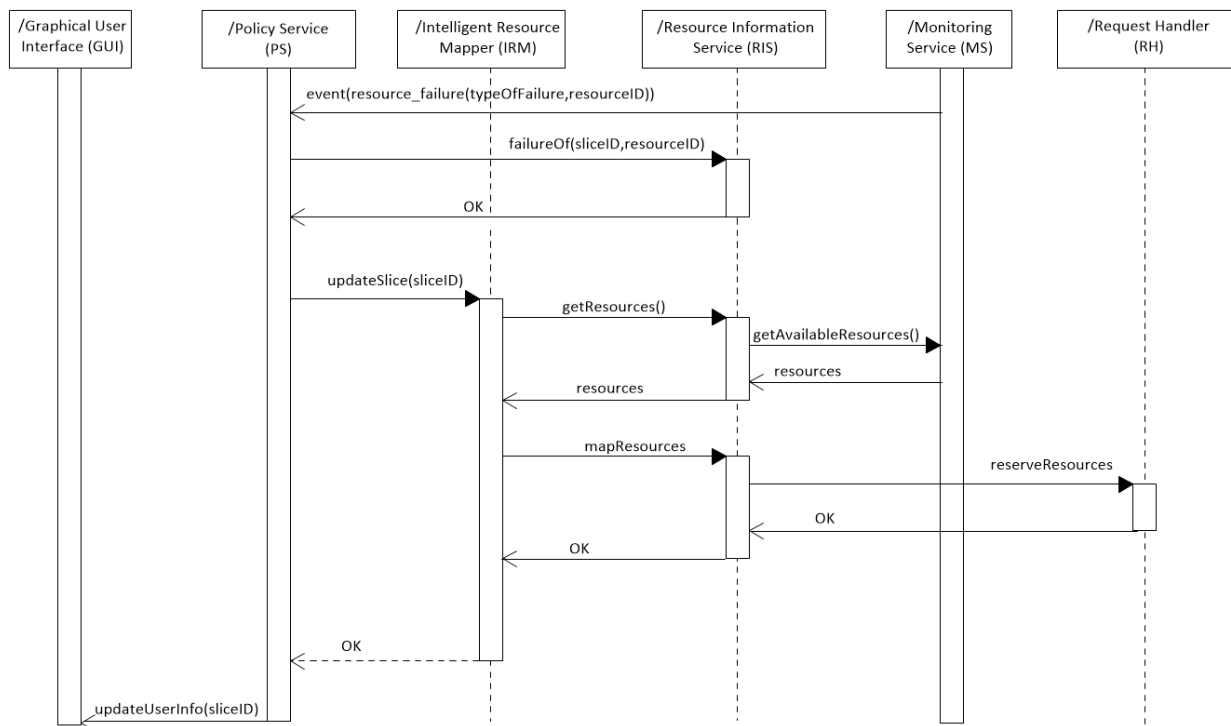 /Graphical User
Interface (GUI)
/Policy Service
(PS)
/Intelligent Resource
Mapper (IRM)
/Resource Information
Service (RIS)
/Monitoring
Service (MS)
/Request Handler
(RH)
event(resource_failure(typeOfFailure,resourceID))
failureOf(sliceID,resourceID)
OK
updateSlice(sliceID)
getResources()
getAvailableResources()
resources
resources
mapResources
reserveResources
OK
OK
OK
updateUserInfo(sliceID)